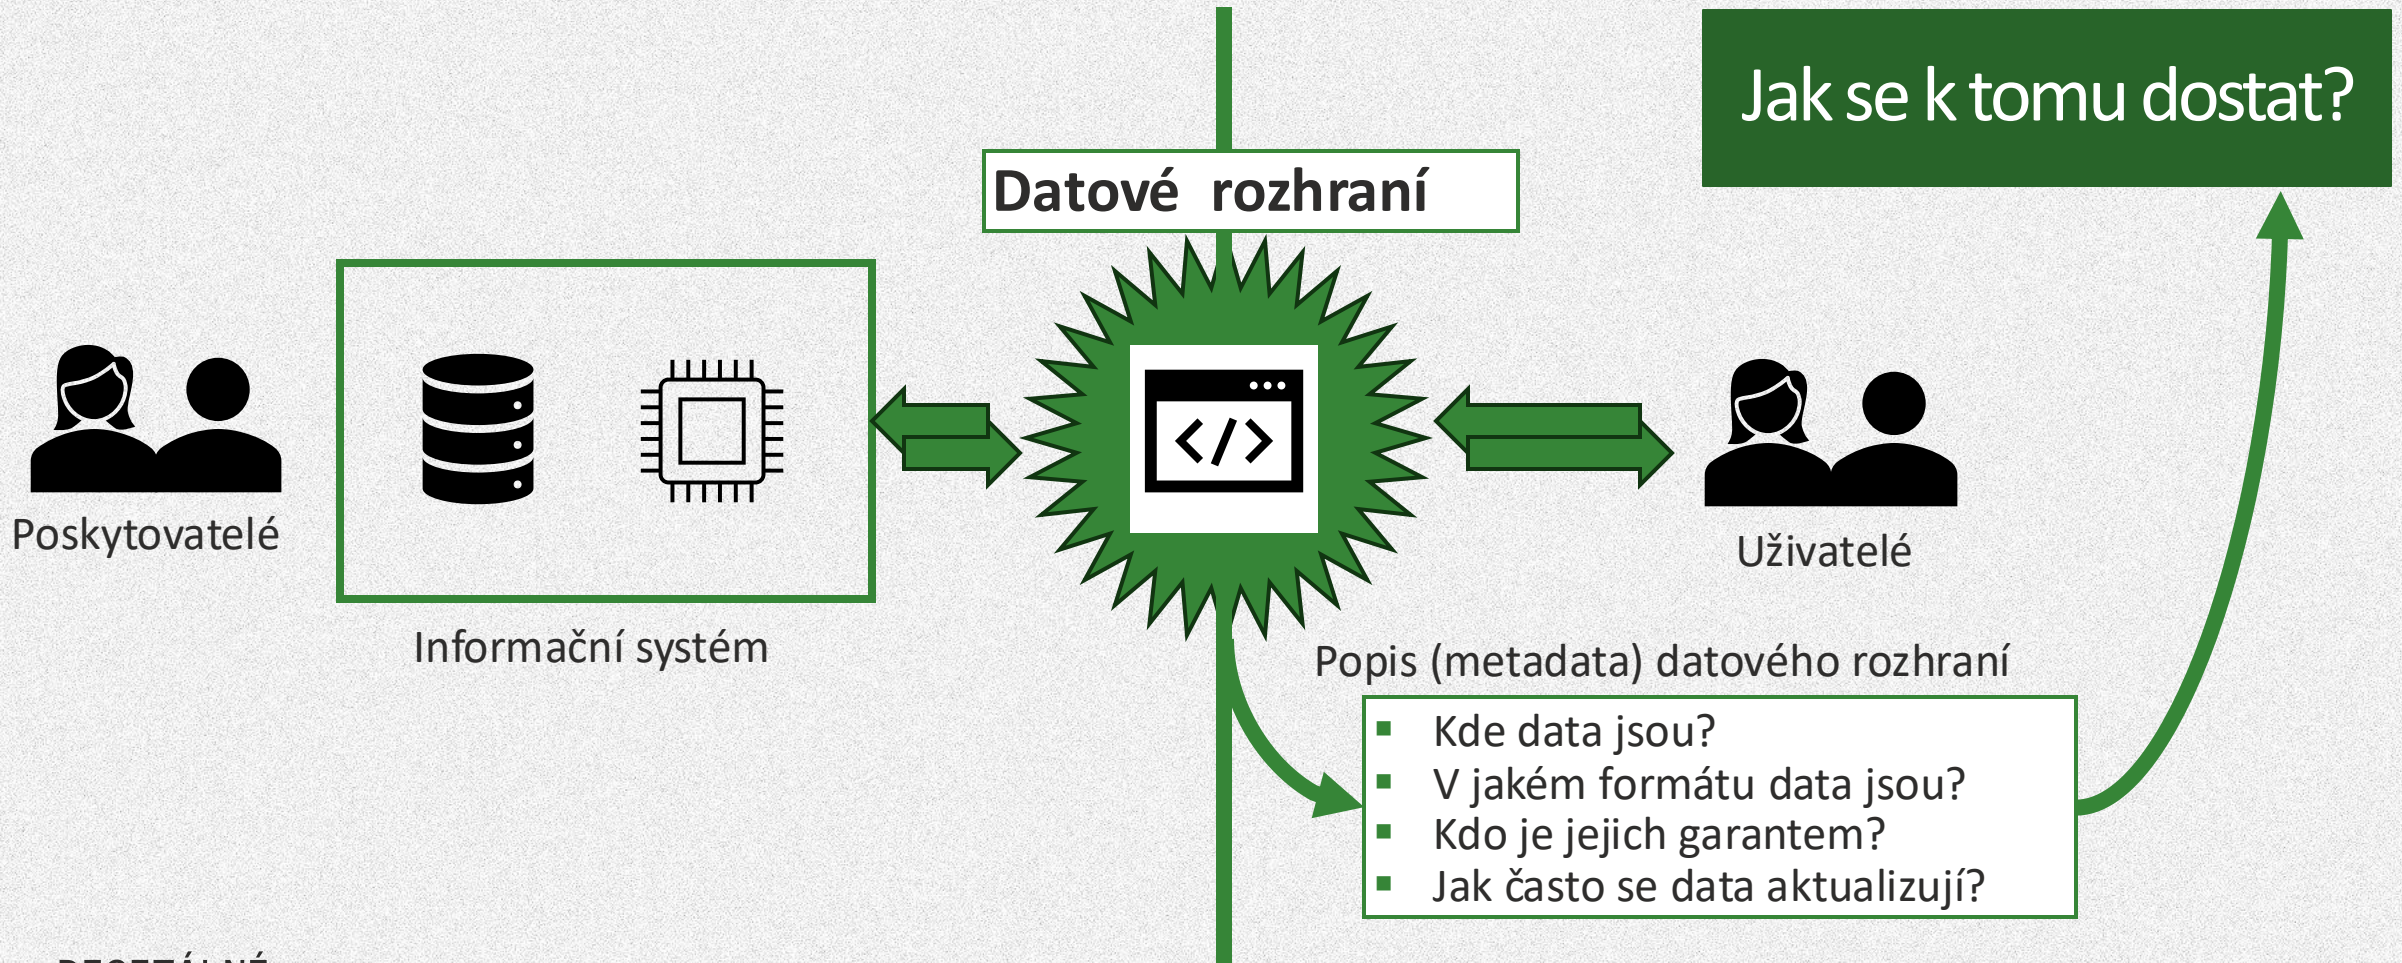 Jak se k tomu dostat?
Datové rozhraní
</>
Poskytovatelé
Uživatelé
Informační systém
Popis (metadata) datového rozhraní
Kde data jsou?
V jakém formátu data jsou?
Kdo je jejich garantem?
Jak často se data aktualizují?